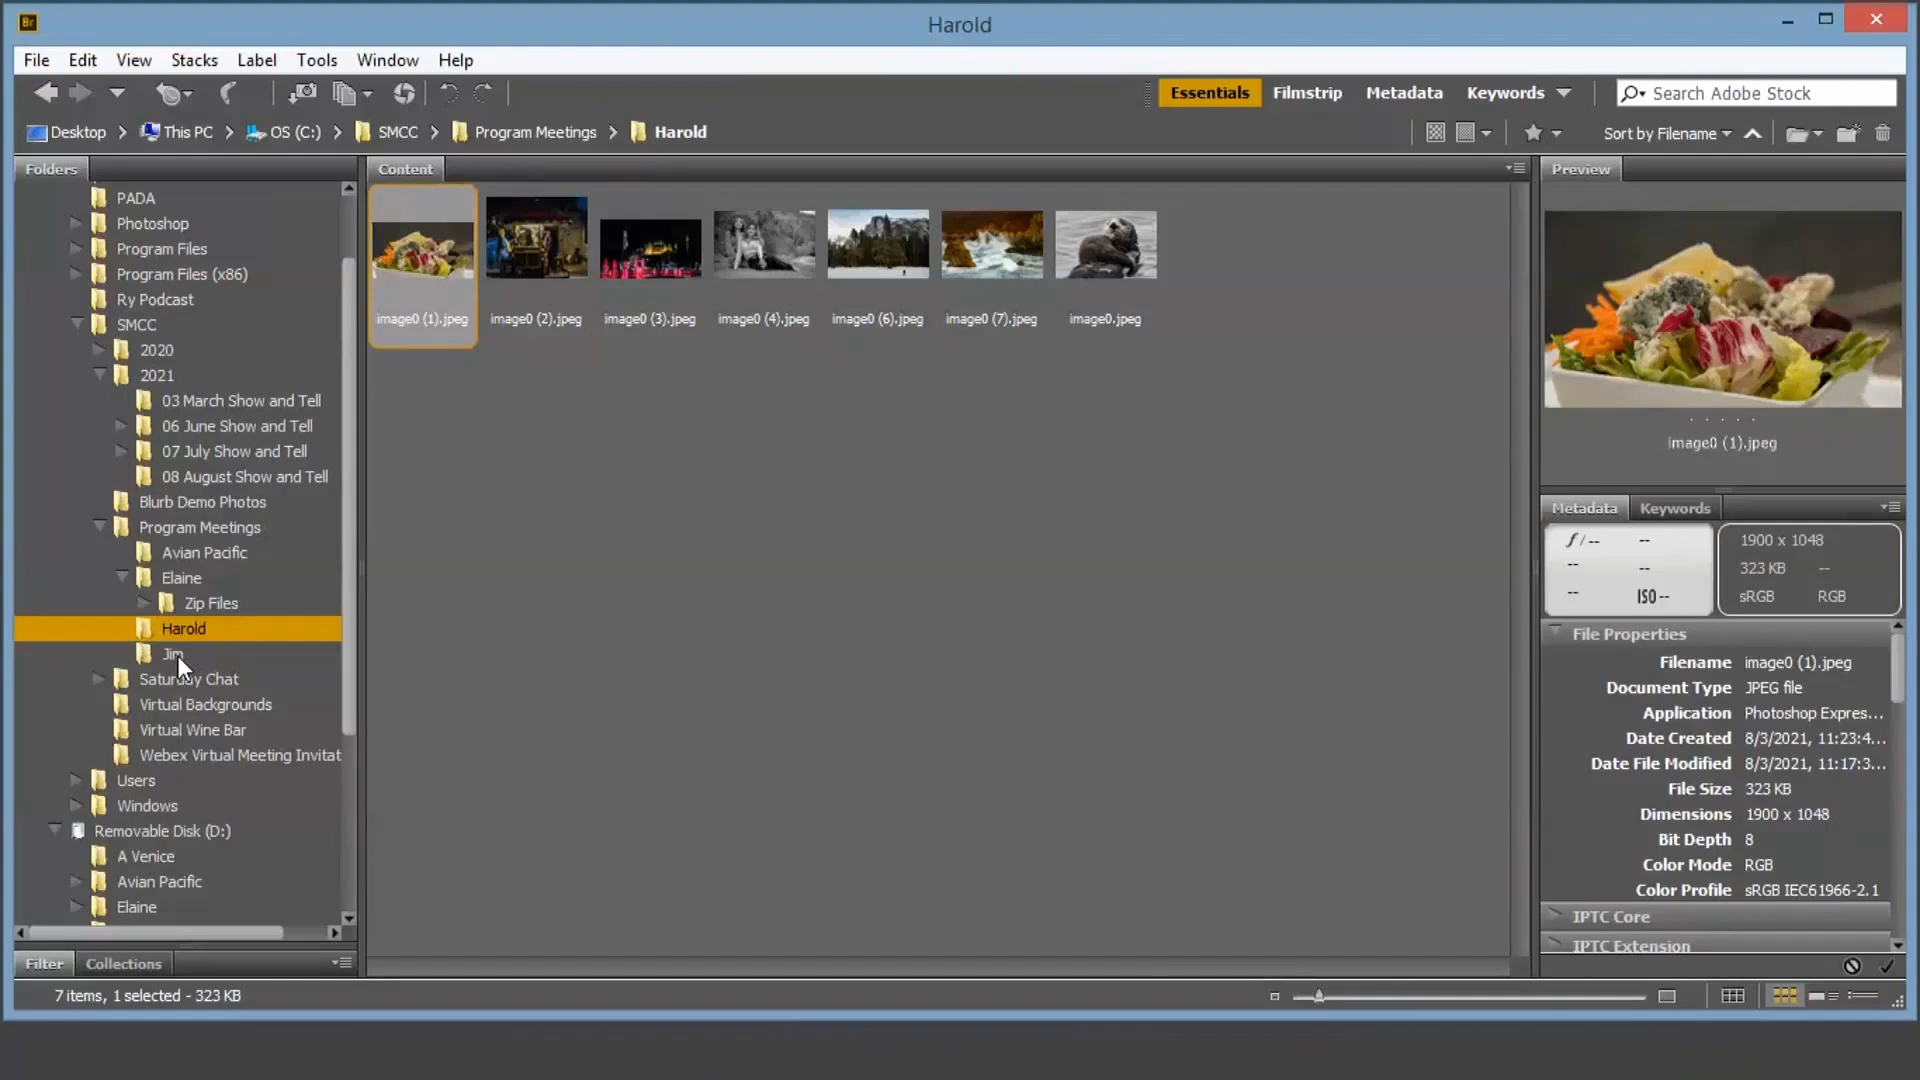 Br
Harold
File Edit View Stacks Label Tools Window Help
Essentials Filmstrip Metadata Keywords Search Adobe Stock
Desktop This PC OS (C:) SMCC Program Meetings Harold Sort by Filename
Folders
PADA
Photoshop
Program Files
Program Files (x86)
Ry Podcast
SMCC
2020
2021
03 March Show and Tell
06 June Show and Tell
07 July Show and Tell
08 August Show and Tell
Blurb Demo Photos
Program Meetings
Avian Pacific
Elaine
Zip Files
Harold
Jim
Saturday Chat
Virtual Backgrounds
Virtual Wine Bar
Webex Virtual Meeting Invitat
Users
Windows
Removable Disk (D:)
A Venice
Avian Pacific
Elaine
Filter Collections
Content
image0 (1).jpeg image0 (2).jpeg image0 (3).jpeg image0 (4).jpeg image0 (6).jpeg image0 (7).jpeg image0.jpeg
Preview
image0 (1).jpeg
Metadata Keywords
f/-- -- 1900 x 1048
-- -- 323 KB --
-- ISO -- sRGB RGB
File Properties
Filename image0 (1).jpeg
Document Type JPEG file
Application Photoshop Expres...
Date Created 8/3/2021, 11:23:4...
Date File Modified 8/3/2021, 11:17:3...
File Size 323 KB
Dimensions 1900 x 1048
Bit Depth 8
Color Mode RGB
Color Profile sRGB IEC61966-2.1
IPTC Core
IPTC Extension
7 items, 1 selected - 323 KB